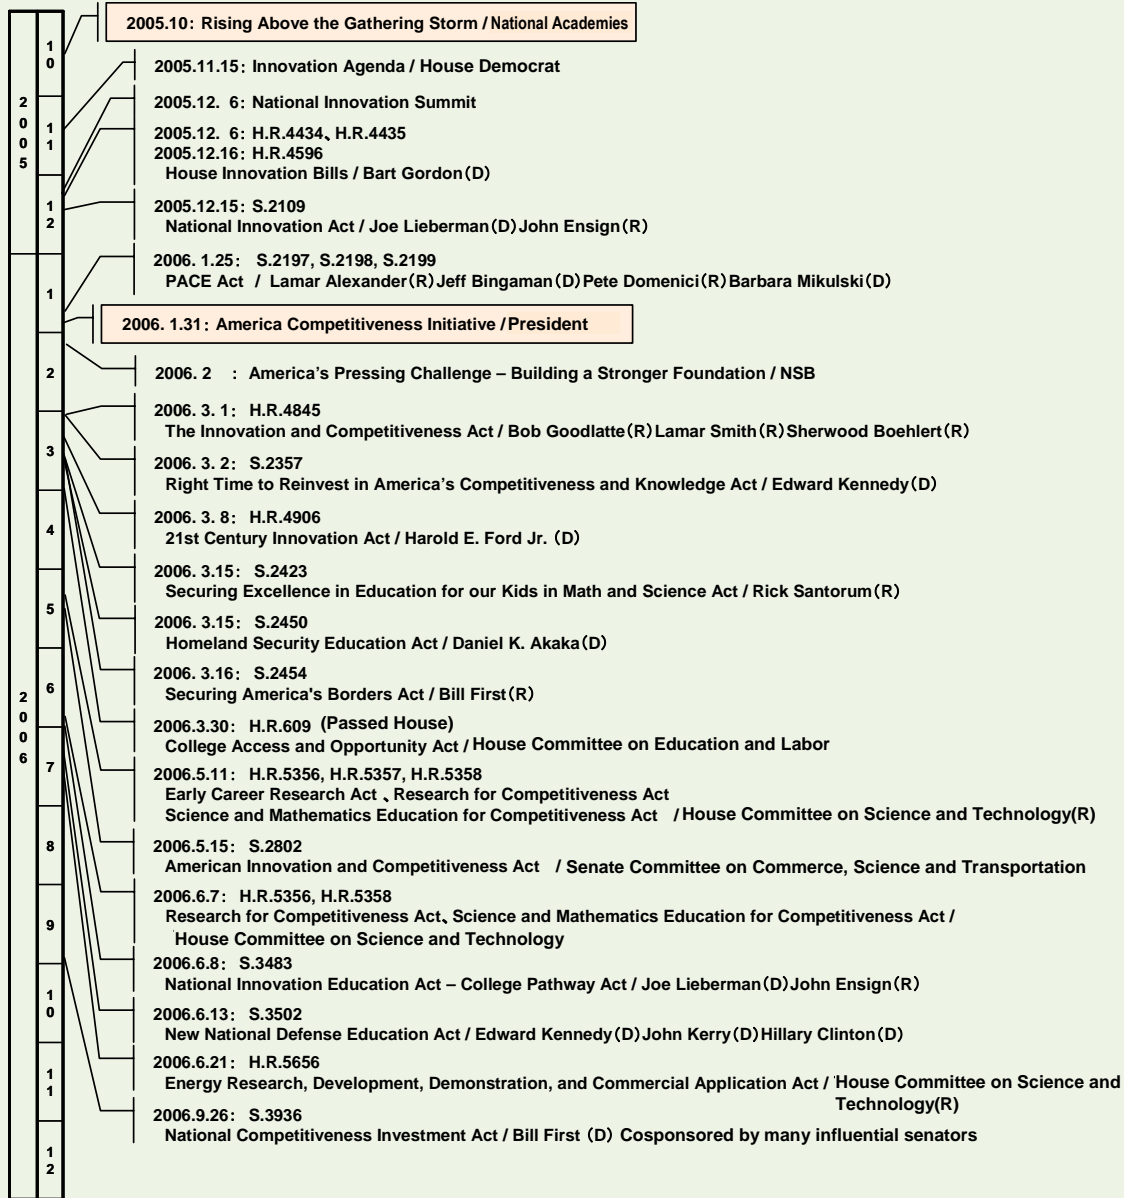 2005
10
11
12
2006
1
2
3
4
5
6
7
8
9
10
11
12
2005.10: Rising Above the Gathering Storm / National Academies
2005.11.15: Innovation Agenda / House Democrat
2005.12. 6: National Innovation Summit
2005.12. 6: H.R.4434、H.R.4435
2005.12.16: H.R.4596
House Innovation Bills / Bart Gordon(D)
2005.12.15: S.2109
National Innovation Act / Joe Lieberman(D)John Ensign(R)
2006. 1.25: S.2197, S.2198, S.2199
PACE Act / Lamar Alexander(R)Jeff Bingaman(D)Pete Domenici(R)Barbara Mikulski(D)
2006. 1.31: America Competitiveness Initiative / President
2006. 2 : America’s Pressing Challenge – Building a Stronger Foundation / NSB
2006. 3. 1: H.R.4845
The Innovation and Competitiveness Act / Bob Goodlatte(R)Lamar Smith(R)Sherwood Boehlert(R)
2006. 3. 2: S.2357
Right Time to Reinvest in America’s Competitiveness and Knowledge Act / Edward Kennedy(D)
2006. 3. 8: H.R.4906
21st Century Innovation Act / Harold E. Ford Jr. (D)
2006. 3.15: S.2423
Securing Excellence in Education for our Kids in Math and Science Act / Rick Santorum(R)
2006. 3.15: S.2450
Homeland Security Education Act / Daniel K. Akaka(D)
2006. 3.16: S.2454
Securing America's Borders Act / Bill First(R)
2006.3.30: H.R.609 (Passed House)
College Access and Opportunity Act / House Committee on Education and Labor
2006.5.11: H.R.5356, H.R.5357, H.R.5358
Early Career Research Act 、Research for Competitiveness Act
Science and Mathematics Education for Competitiveness Act / House Committee on Science and Technology(R)
2006.5.15: S.2802
American Innovation and Competitiveness Act / Senate Committee on Commerce, Science and Transportation
2006.6.7: H.R.5356, H.R.5358
Research for Competitiveness Act、Science and Mathematics Education for Competitiveness Act /
House Committee on Science and Technology
2006.6.8: S.3483
National Innovation Education Act – College Pathway Act / Joe Lieberman(D)John Ensign(R)
2006.6.13: S.3502
New National Defense Education Act / Edward Kennedy(D)John Kerry(D)Hillary Clinton(D)
2006.6.21: H.R.5656
Energy Research, Development, Demonstration, and Commercial Application Act / House Committee on Science and
Technology(R)
2006.9.26: S.3936
National Competitiveness Investment Act / Bill First (D) Cosponsored by many influential senators